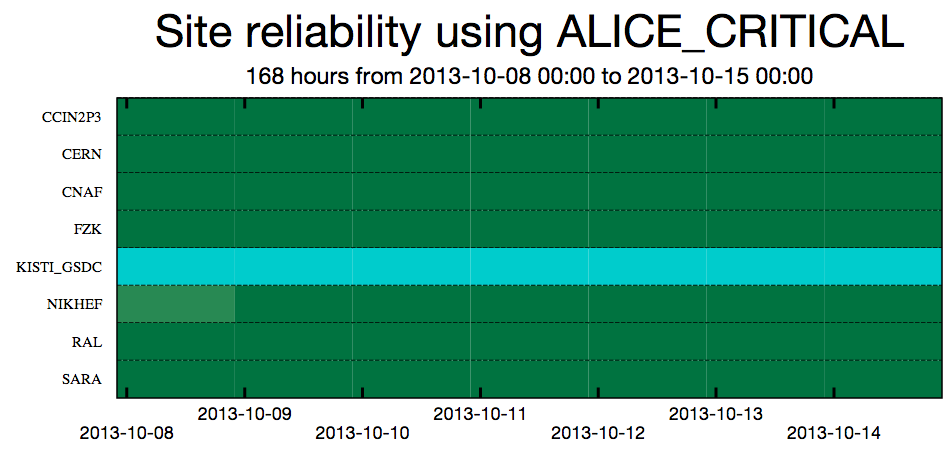 Site reliability using ALICE_CRITICAL
168 hours from 2013-10-08 00:00 to 2013-10-15 00:00
CCIN2P3
CERN
CNAF
FZK
KISTI_GSDC
NIKHEF
RAL
SARA
2013-10-09 2013-10-11 2013-10-13
2013-10-08 2013-10-10 2013-10-12 2013-10-14